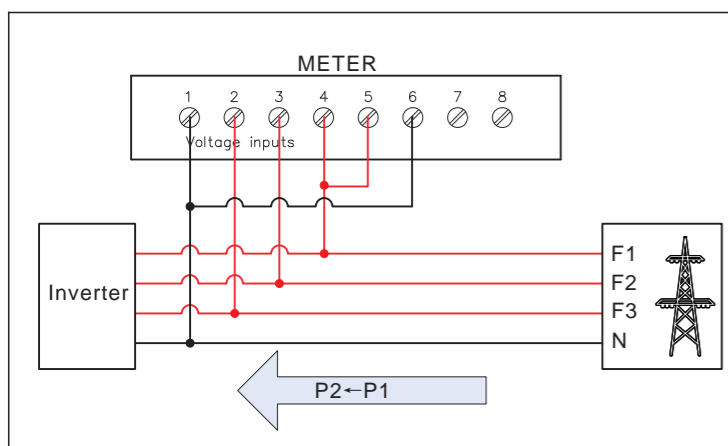 METER
1 2 3 4 5 6 7 8
Voltage inputs
Inverter
F1
F2
F3
N
P2←P1